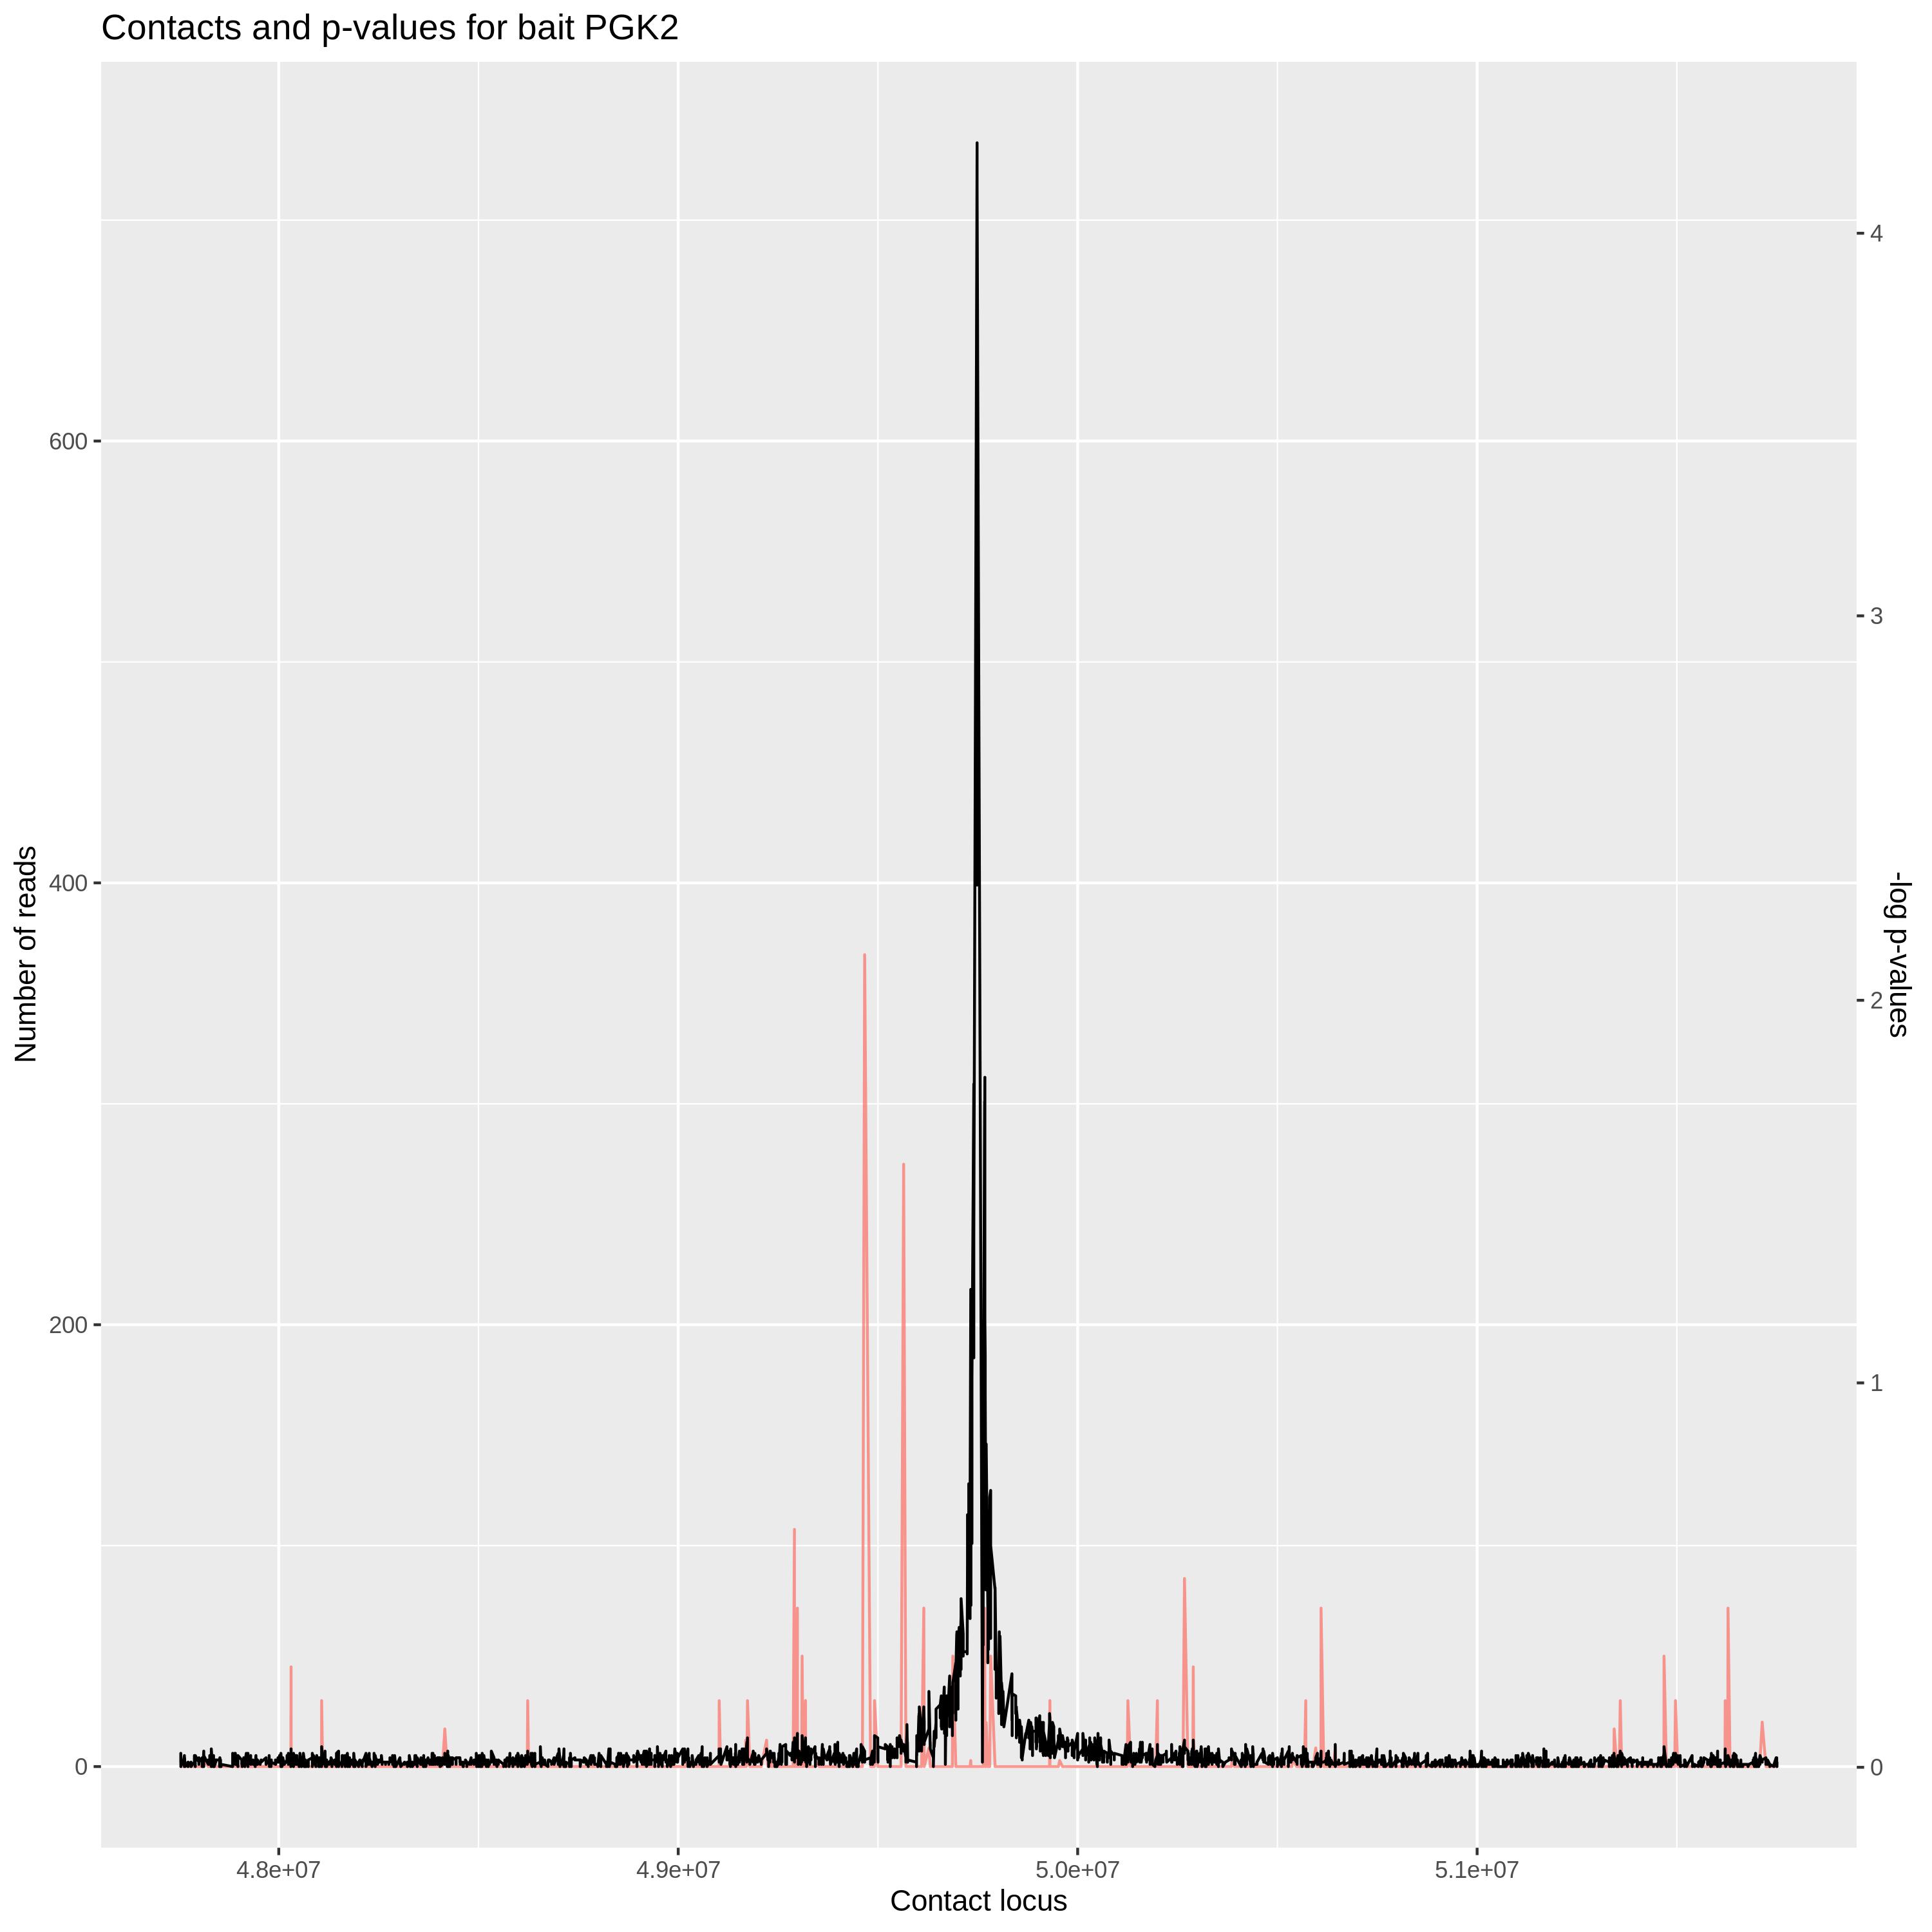 Contacts and p-values for bait PGK2
Number of reads
600
400
200
0
4
3
2
1
0
-log p-values
4.8e+07
4.9e+07
5.0e+07
5.1e+07
Contact locus